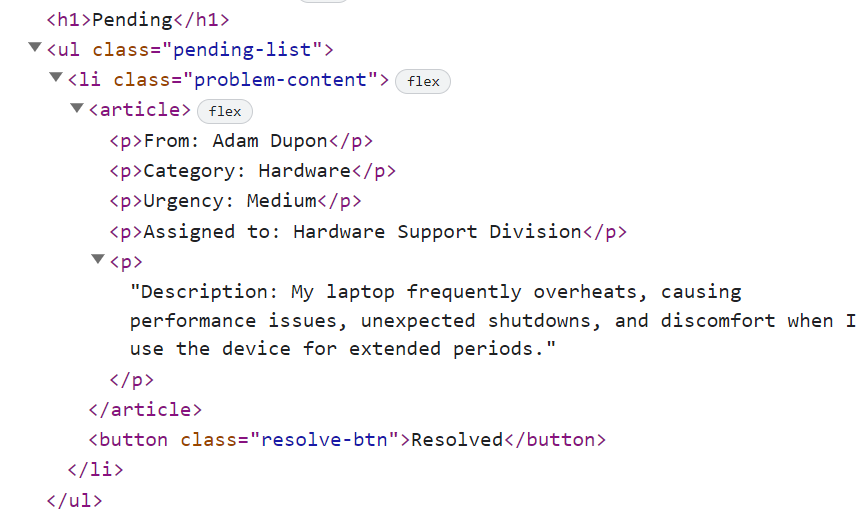 <h1>Pending</h1>
<ul class="pending-list">
<li class="problem-content"> flex
<article> flex
<p>From: Adam Dupon</p>
<p>Category: Hardware</p>
<p>Urgency: Medium</p>
<p>Assigned to: Hardware Support Division</p>
<p>
"Description: My laptop frequently overheats, causing
performance issues, unexpected shutdowns, and discomfort when I
use the device for extended periods."
</p>
</article>
<button class="resolve-btn">Resolved</button>
</li>
</ul>